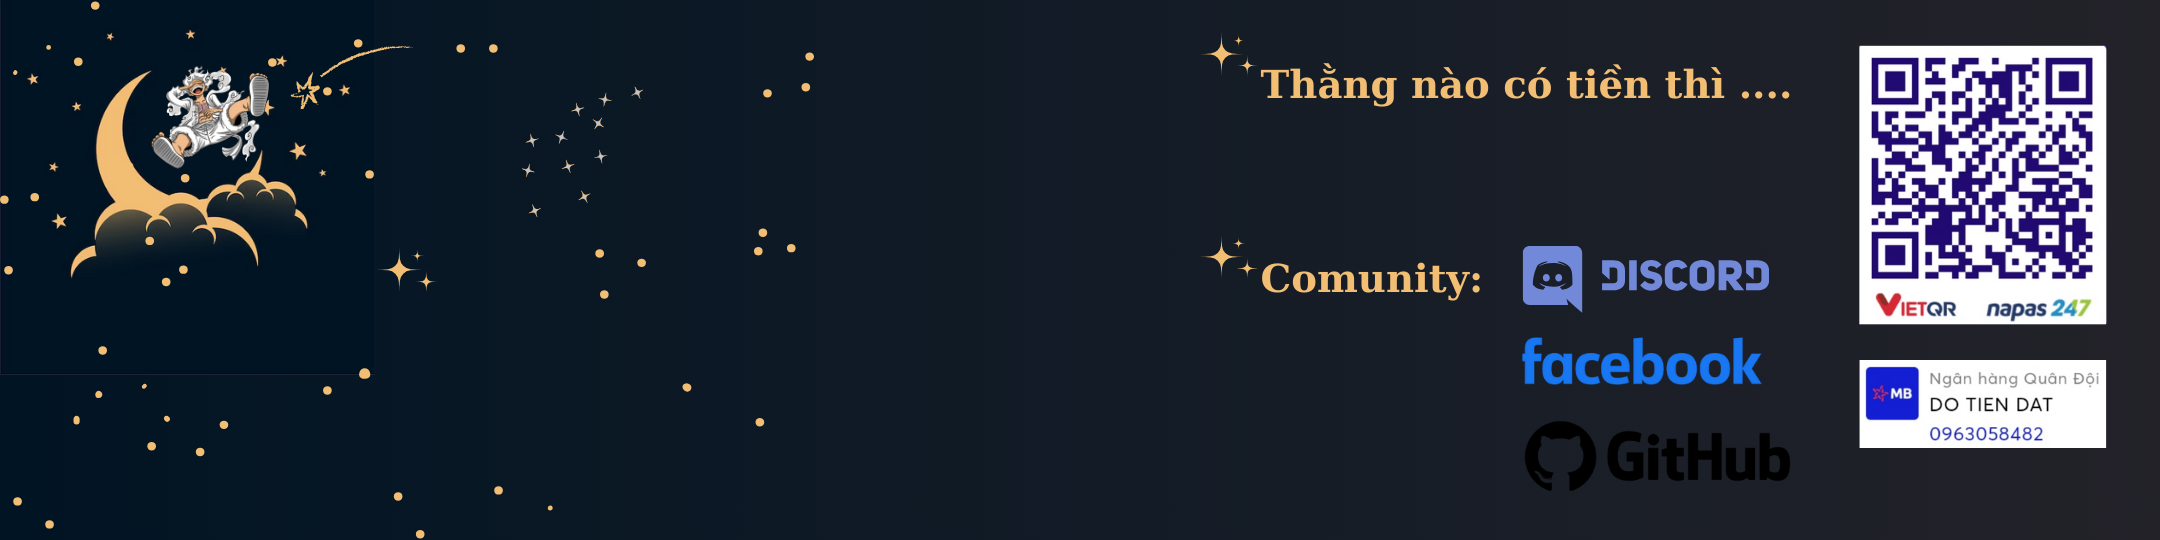 Thằng nào có tiền thì ....
Comunity:
DISCORD
facebook
GitHub
VIETQR
napas 247
MB
Ngân hàng Quân Đội
DO TIEN DAT
0963058482